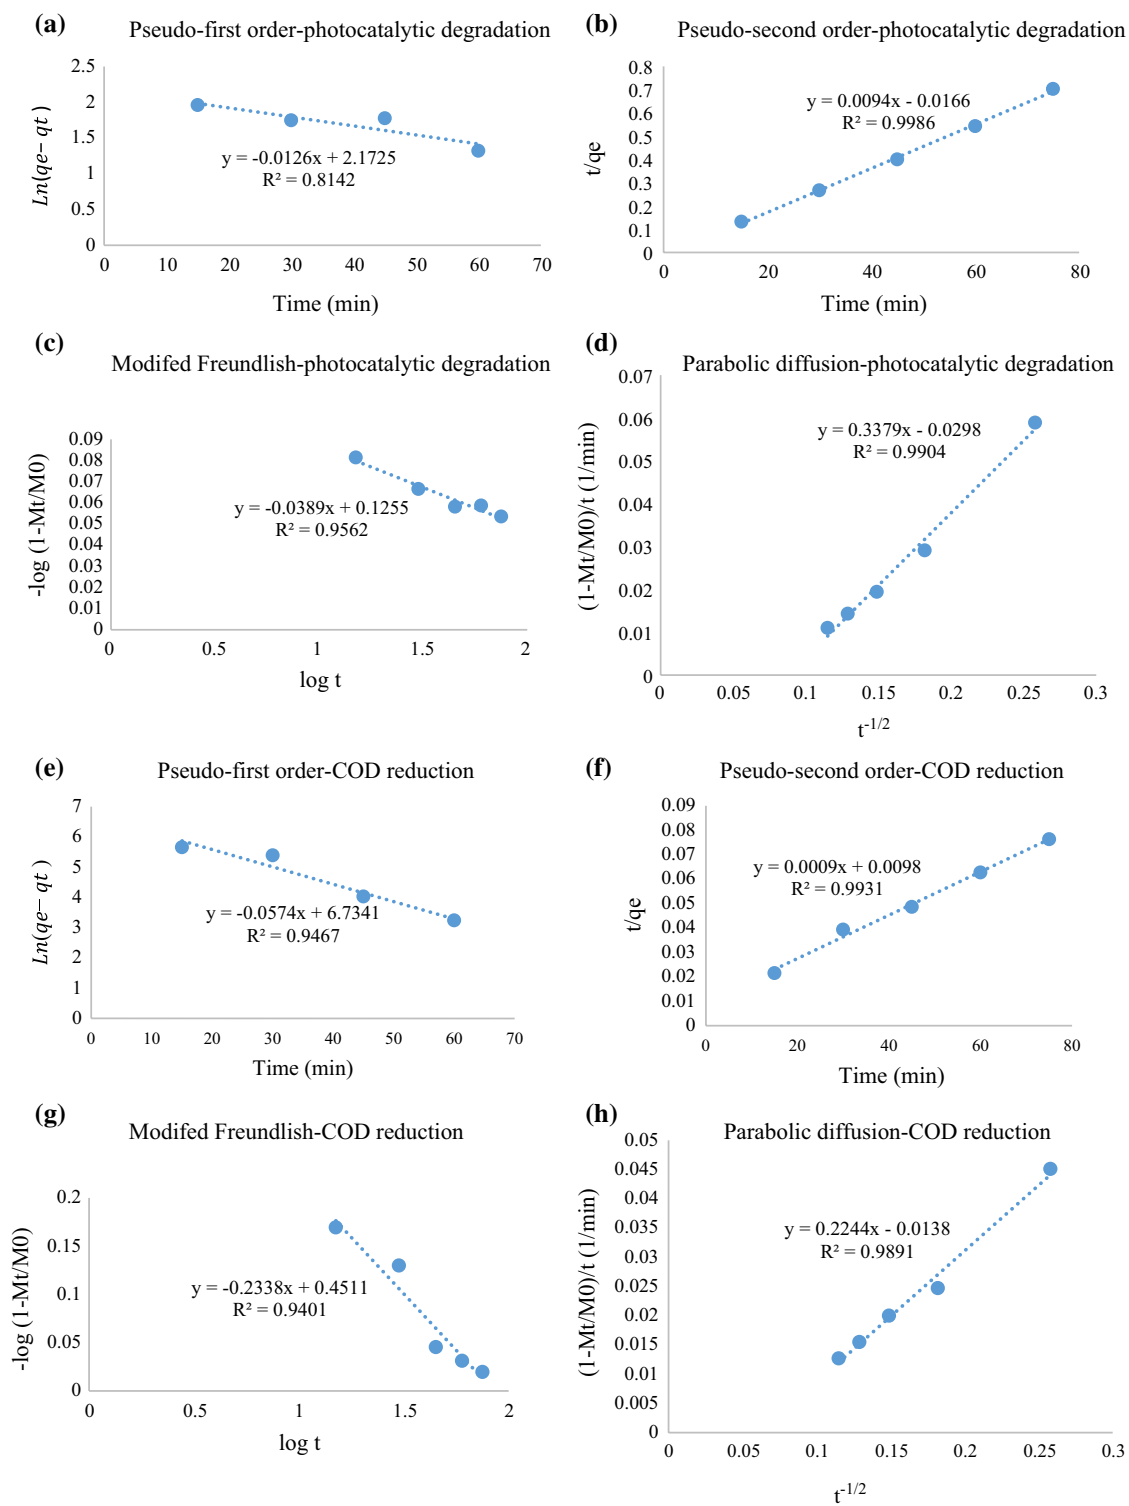 (a)
Pseudo-first order-photocatalytic degradation
2.5
2
1.5
1
0.5
0
Ln(qe− qt )
y = -0.0126x + 2.1725
R² = 0.8142
0 10 20 30 40 50 60 70
Time (min)
(b)
Pseudo-second order-photocatalytic degradation
0.8
0.7
0.6
0.5
0.4
0.3
0.2
0.1
0
t/qe
y = 0.0094x - 0.0166
R² = 0.9986
0 20 40 60 80
Time (min)
(c)
Modifed Freundlish-photocatalytic degradation
0.09
0.08
0.07
0.06
0.05
0.04
0.03
0.02
0.01
0
-log (1-Mt/M0)
y = -0.0389x + 0.1255
R² = 0.9562
0 0.5 1 1.5 2
log t
(d)
Parabolic diffusion-photocatalytic degradation
0.07
0.06
0.05
0.04
0.03
0.02
0.01
0
(1-Mt/M0)/t (1/min)
y = 0.3379x - 0.0298
R² = 0.9904
0 0.05 0.1 0.15 0.2 0.25 0.3
t-1/2
(e)
Pseudo-first order-COD reduction
7
6
5
4
3
2
1
0
Ln(qe− qt )
y = -0.0574x + 6.7341
R² = 0.9467
0 10 20 30 40 50 60 70
Time (min)
(f)
Pseudo-second order-COD reduction
0.09
0.08
0.07
0.06
0.05
0.04
0.03
0.02
0.01
0
t/qe
y = 0.0009x + 0.0098
R² = 0.9931
0 20 40 60 80
Time (min)
(g)
Modifed Freundlish-COD reduction
0.2
0.15
0.1
0.05
0
-log (1-Mt/M0)
y = -0.2338x + 0.4511
R² = 0.9401
0 0.5 1 1.5 2
log t
(h)
Parabolic diffusion-COD reduction
0.05
0.045
0.04
0.035
0.03
0.025
0.02
0.015
0.01
0.005
0
(1-Mt/M0)/t (1/min)
y = 0.2244x - 0.0138
R² = 0.9891
0 0.05 0.1 0.15 0.2 0.25 0.3
t-1/2